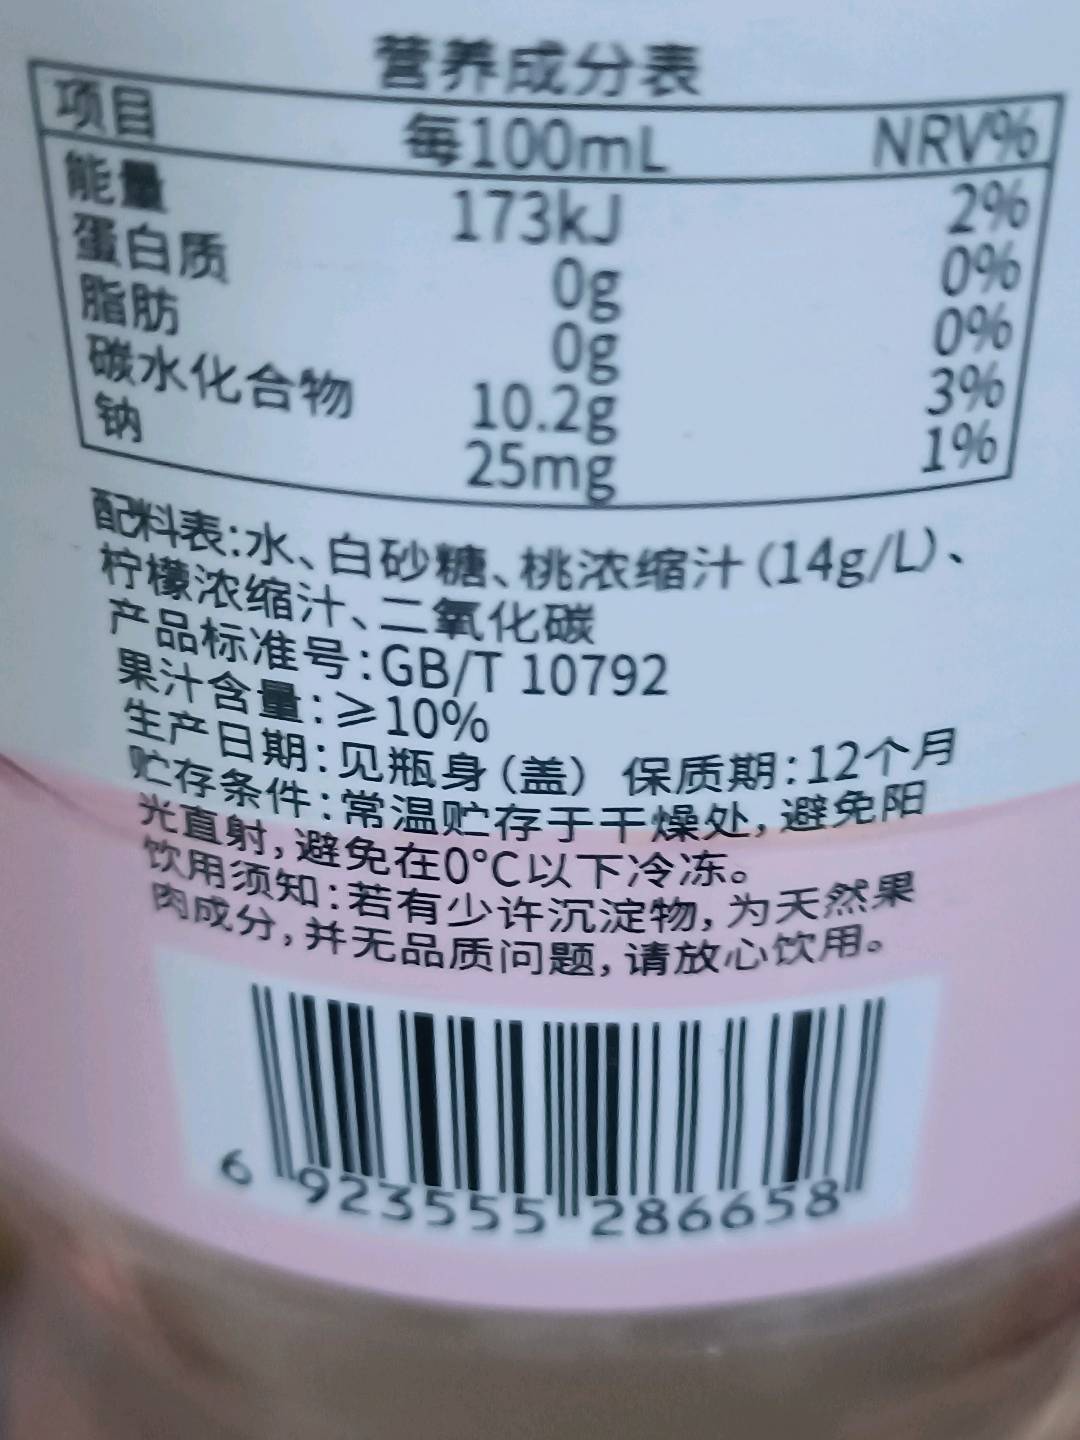 营养成分表
项目 每100mL NRV%
能量 173kJ 2%
蛋白质 0g 0%
脂肪 0g 0%
碳水化合物 10.2g 3%
钠 25mg 1%
配料表:水、白砂糖、桃浓缩汁(14g/L)、
柠檬浓缩汁、二氧化碳
产品标准号:GB/T 10792
果汁含量:≥10%
生产日期:见瓶身(盖) 保质期:12个月
贮存条件:常温贮存于干燥处,避免阳
光直射,避免在0°C以下冷冻。
饮用须知:若有少许沉淀物,为天然果
肉成分,并无品质问题,请放心饮用。
6 923555 286658